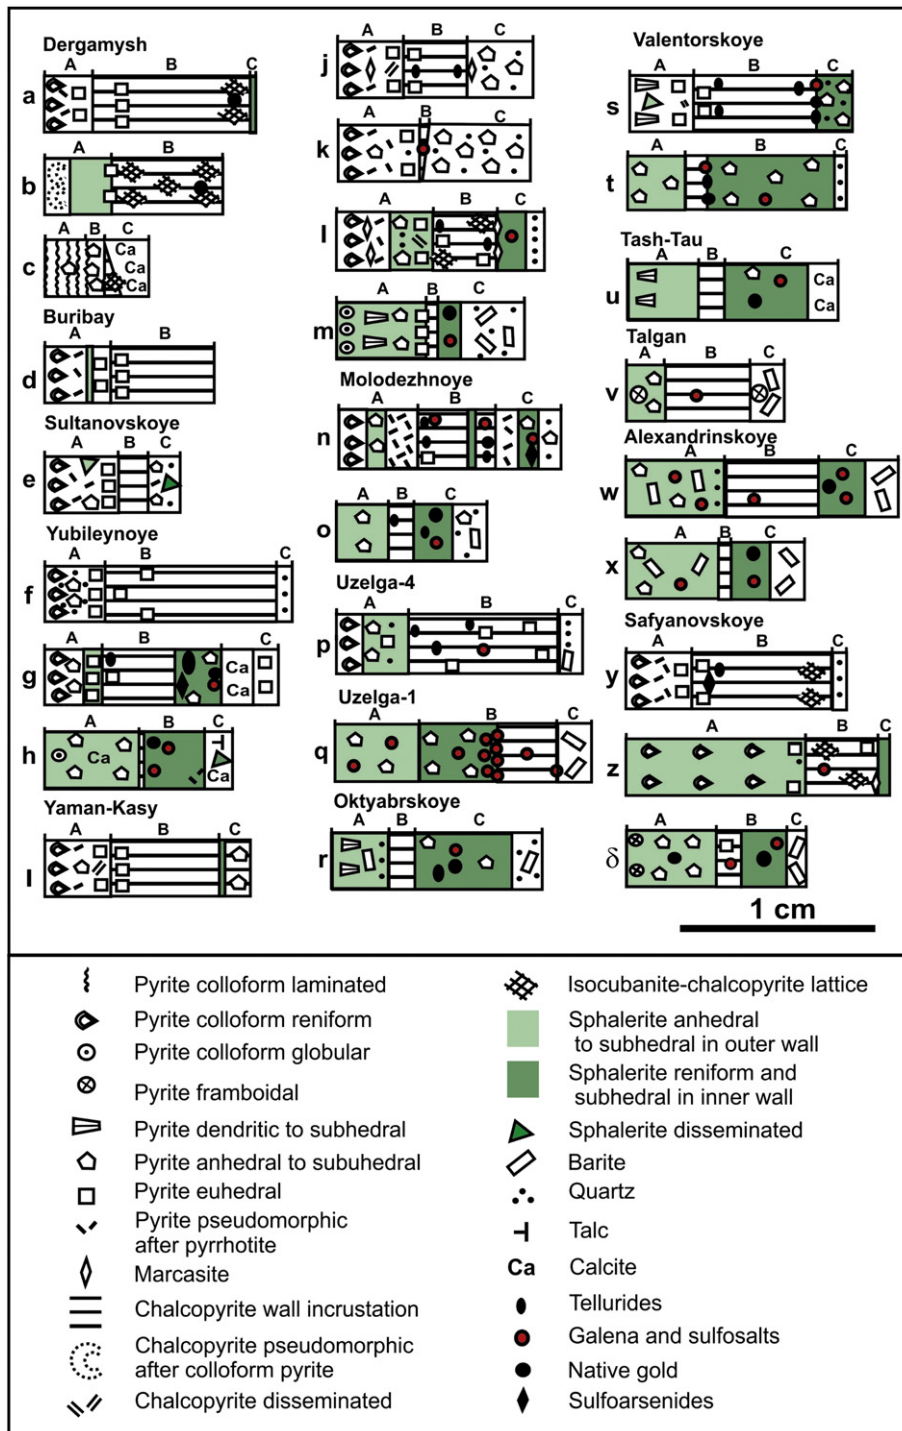 Dergamysh
A B C
a
A B
b
A B C
c Ca
Ca
Ca
Buribay
A B
d
Sultanovskoye
A B C
e
Yubileynoye
A B C
f
A B C
g Ca
Ca
A B C
h Ca Ca
Yaman-Kasy
A B C
I
A B C
j
A B C
k
A B C
l
A B C
m
Molodezhnoye
A B C
n
A B C
o
Uzelga-4
A B C
p
Uzelga-1
A B C
q
Oktyabrskoye
A B C
r
Valentorskoye
A B C
s
A B C
t
Tash-Tau
A B C
u Ca
Ca
Talgan
A B C
v
Alexandrinskoye
A B C
w
A B C
x
Safyanovskoye
A B C
y
A B C
z
A B C
δ
1 cm
Pyrite colloform laminated
Pyrite colloform reniform
Pyrite colloform globular
Pyrite framboidal
Pyrite dendritic to subhedral
Pyrite anhedral to subuhedral
Pyrite euhedral
Pyrite pseudomorphic
after pyrrhotite
Marcasite
Chalcopyrite wall incrustation
Chalcopyrite pseudomorphic
after colloform pyrite
Chalcopyrite disseminated
Isocubanite-chalcopyrite lattice
Sphalerite anhedral
to subhedral in outer wall
Sphalerite reniform and
subhedral in inner wall
Sphalerite disseminated
Barite
Quartz
Talc
Ca Calcite
Tellurides
Galena and sulfosalts
Native gold
Sulfoarsenides